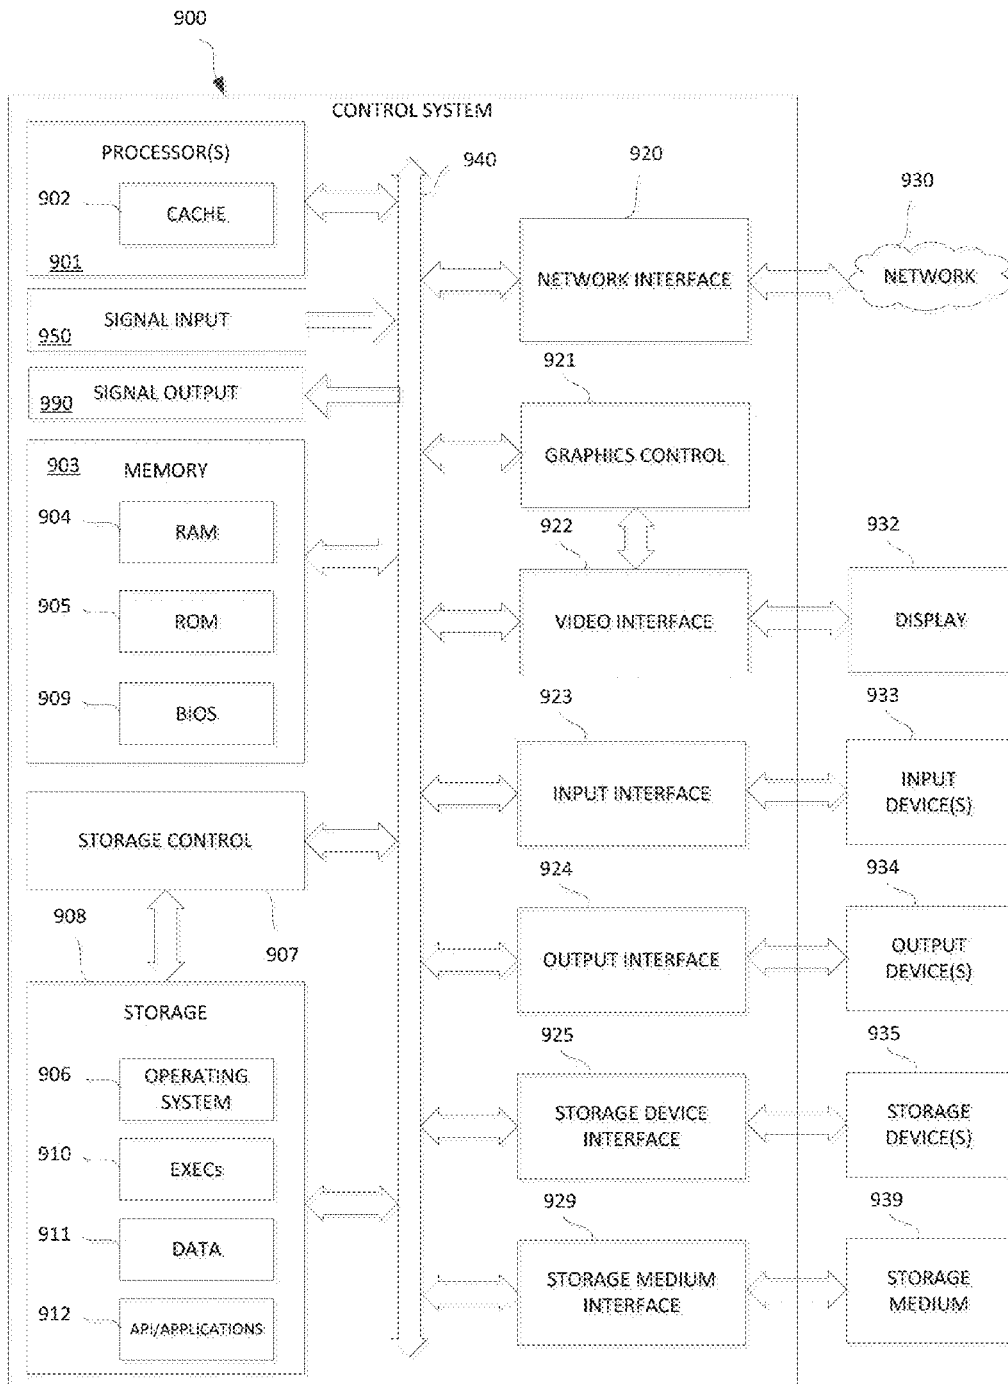 900
CONTROL SYSTEM
PROCESSOR(S)
902
CACHE
901
SIGNAL INPUT
950
SIGNAL OUTPUT
990
903
MEMORY
904
RAM
905
ROM
909
BIOS
STORAGE CONTROL
908
907
STORAGE
906
OPERATING
SYSTEM
910
EXECs
911
DATA
912
API/APPLICATIONS
940
920
NETWORK INTERFACE
930
NETWORK
921
GRAPHICS CONTROL
922
VIDEO INTERFACE
932
DISPLAY
923
INPUT INTERFACE
933
INPUT
DEVICE(S)
924
OUTPUT INTERFACE
934
OUTPUT
DEVICE(S)
925
STORAGE DEVICE
INTERFACE
935
STORAGE
DEVICE(S)
929
STORAGE MEDIUM
INTERFACE
939
STORAGE
MEDIUM